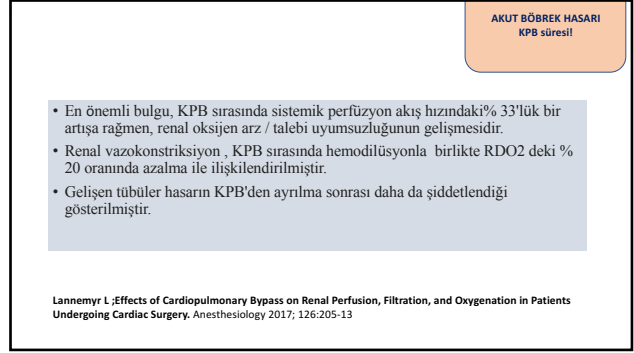 AKUT BÖBREK HASARI
KPB süresi!
• En önemli bulgu, KPB sırasında sistemik perfüzyon akış hızındaki% 33'lük bir
artışa rağmen, renal oksijen arz / talebi uyumsuzluğunun gelişmesidir.
• Renal vazokonstriksiyon , KPB sırasında hemodilüsyonla birlikte RDO2 deki %
20 oranında azalma ile ilişkilendirilmiştir.
• Gelişen tübüler hasarın KPB'den ayrılma sonrası daha da şiddetlendiği
gösterilmiştir.
Lannemyr L ;Effects of Cardiopulmonary Bypass on Renal Perfusion, Filtration, and Oxygenation in Patients
Undergoing Cardiac Surgery. Anesthesiology 2017; 126:205-13